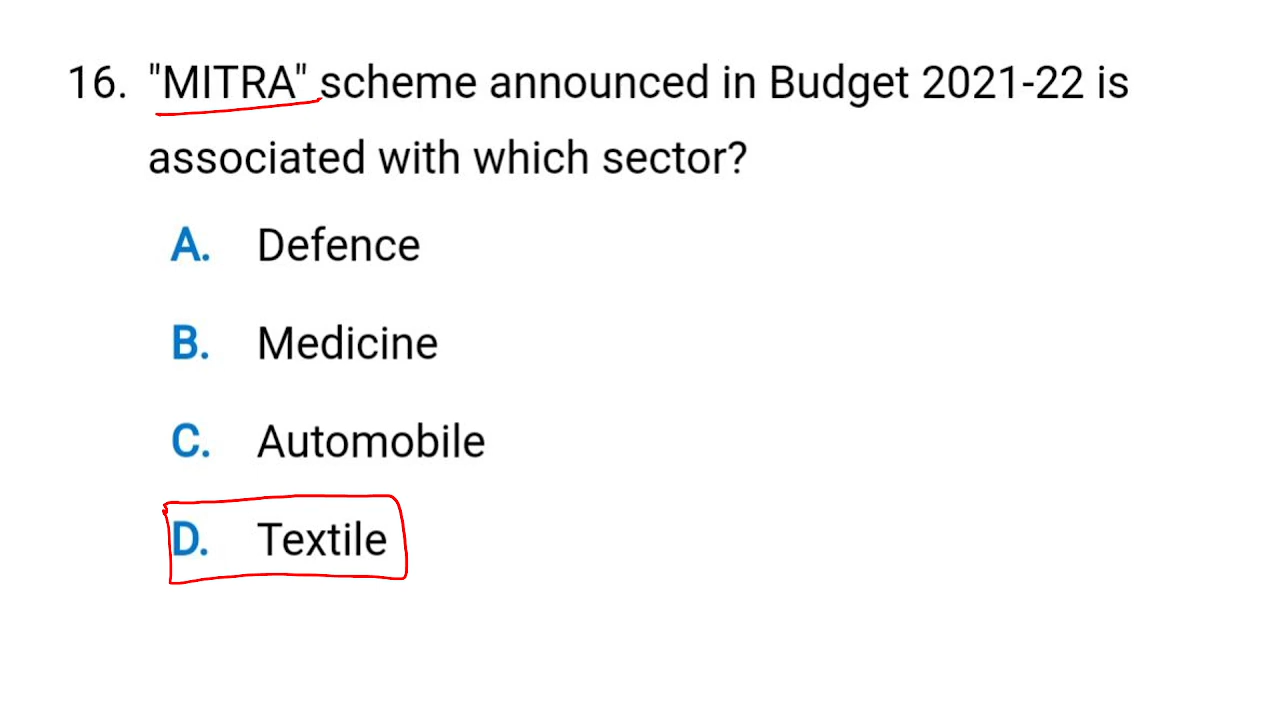 16. "MITRA" scheme announced in Budget 2021-22 is
associated with which sector?
A. Defence
B. Medicine
C. Automobile
D. Textile